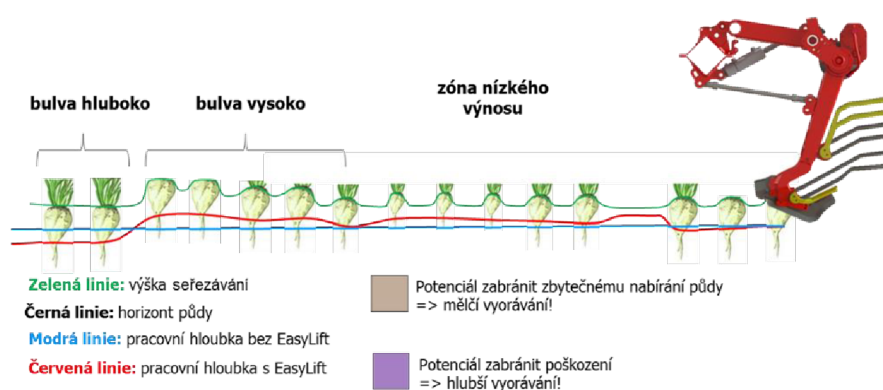 zóna nízkého
výnosu
bulva hluboko
bulva vysoko
Zelená linie: výška seřezávání
Černá linie: horizont půdy
Modrá linie: pracovní hloubka bez EasyLift
Červená linie: pracovní hloubka s EasyLift
Potenciál zabránit zbytečnému nabírání půdy
=> mělčí vyorávání!
Potenciál zabránit poškození
=> hlubší vyorávání!